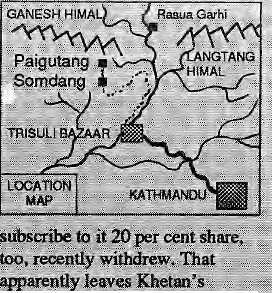 GANESH HIMAL
Rasua Garhi
Paigutang
LANGTANG
HIMAL
Somdang
TRISULI BAZAAR
LOCATION
MAP
KATHMANDU
subscribe to it 20 per cent share,
too, recently withdrew. That
apparently leaves Khetan's